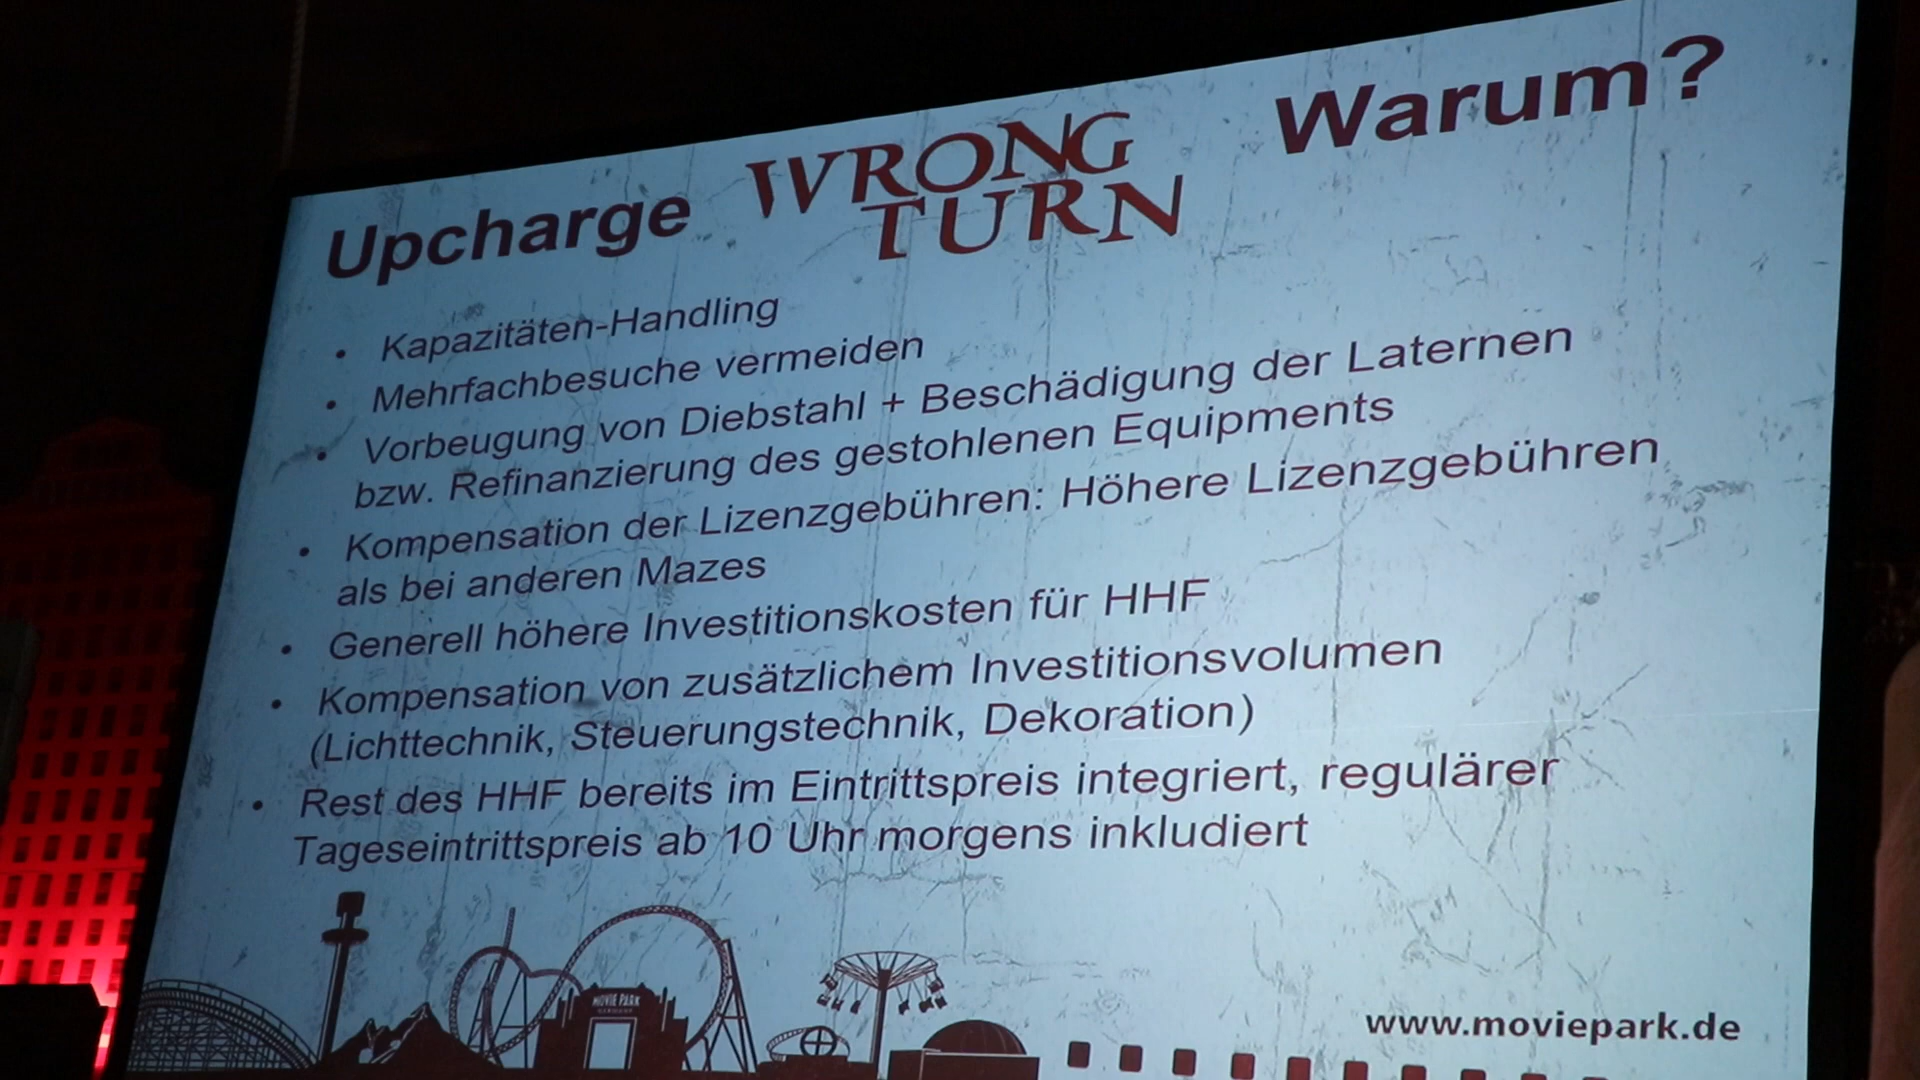 Upcharge WRONG TURN Warum?
• Kapazitäten-Handling
• Mehrfachbesuche vermeiden
• Vorbeugung von Diebstahl + Beschädigung der Laternen
bzw. Refinanzierung des gestohlenen Equipments
• Kompensation der Lizenzgebühren: Höhere Lizenzgebühren
als bei anderen Mazes
• Generell höhere Investitionskosten für HHF
• Kompensation von zusätzlichem Investitionsvolumen
(Lichttechnik, Steuerungstechnik, Dekoration)
• Rest des HHF bereits im Eintrittspreis integriert, regulärer
Tageseintrittspreis ab 10 Uhr morgens inkludiert
MOVIE PARK
GERMANY
www.moviepark.de